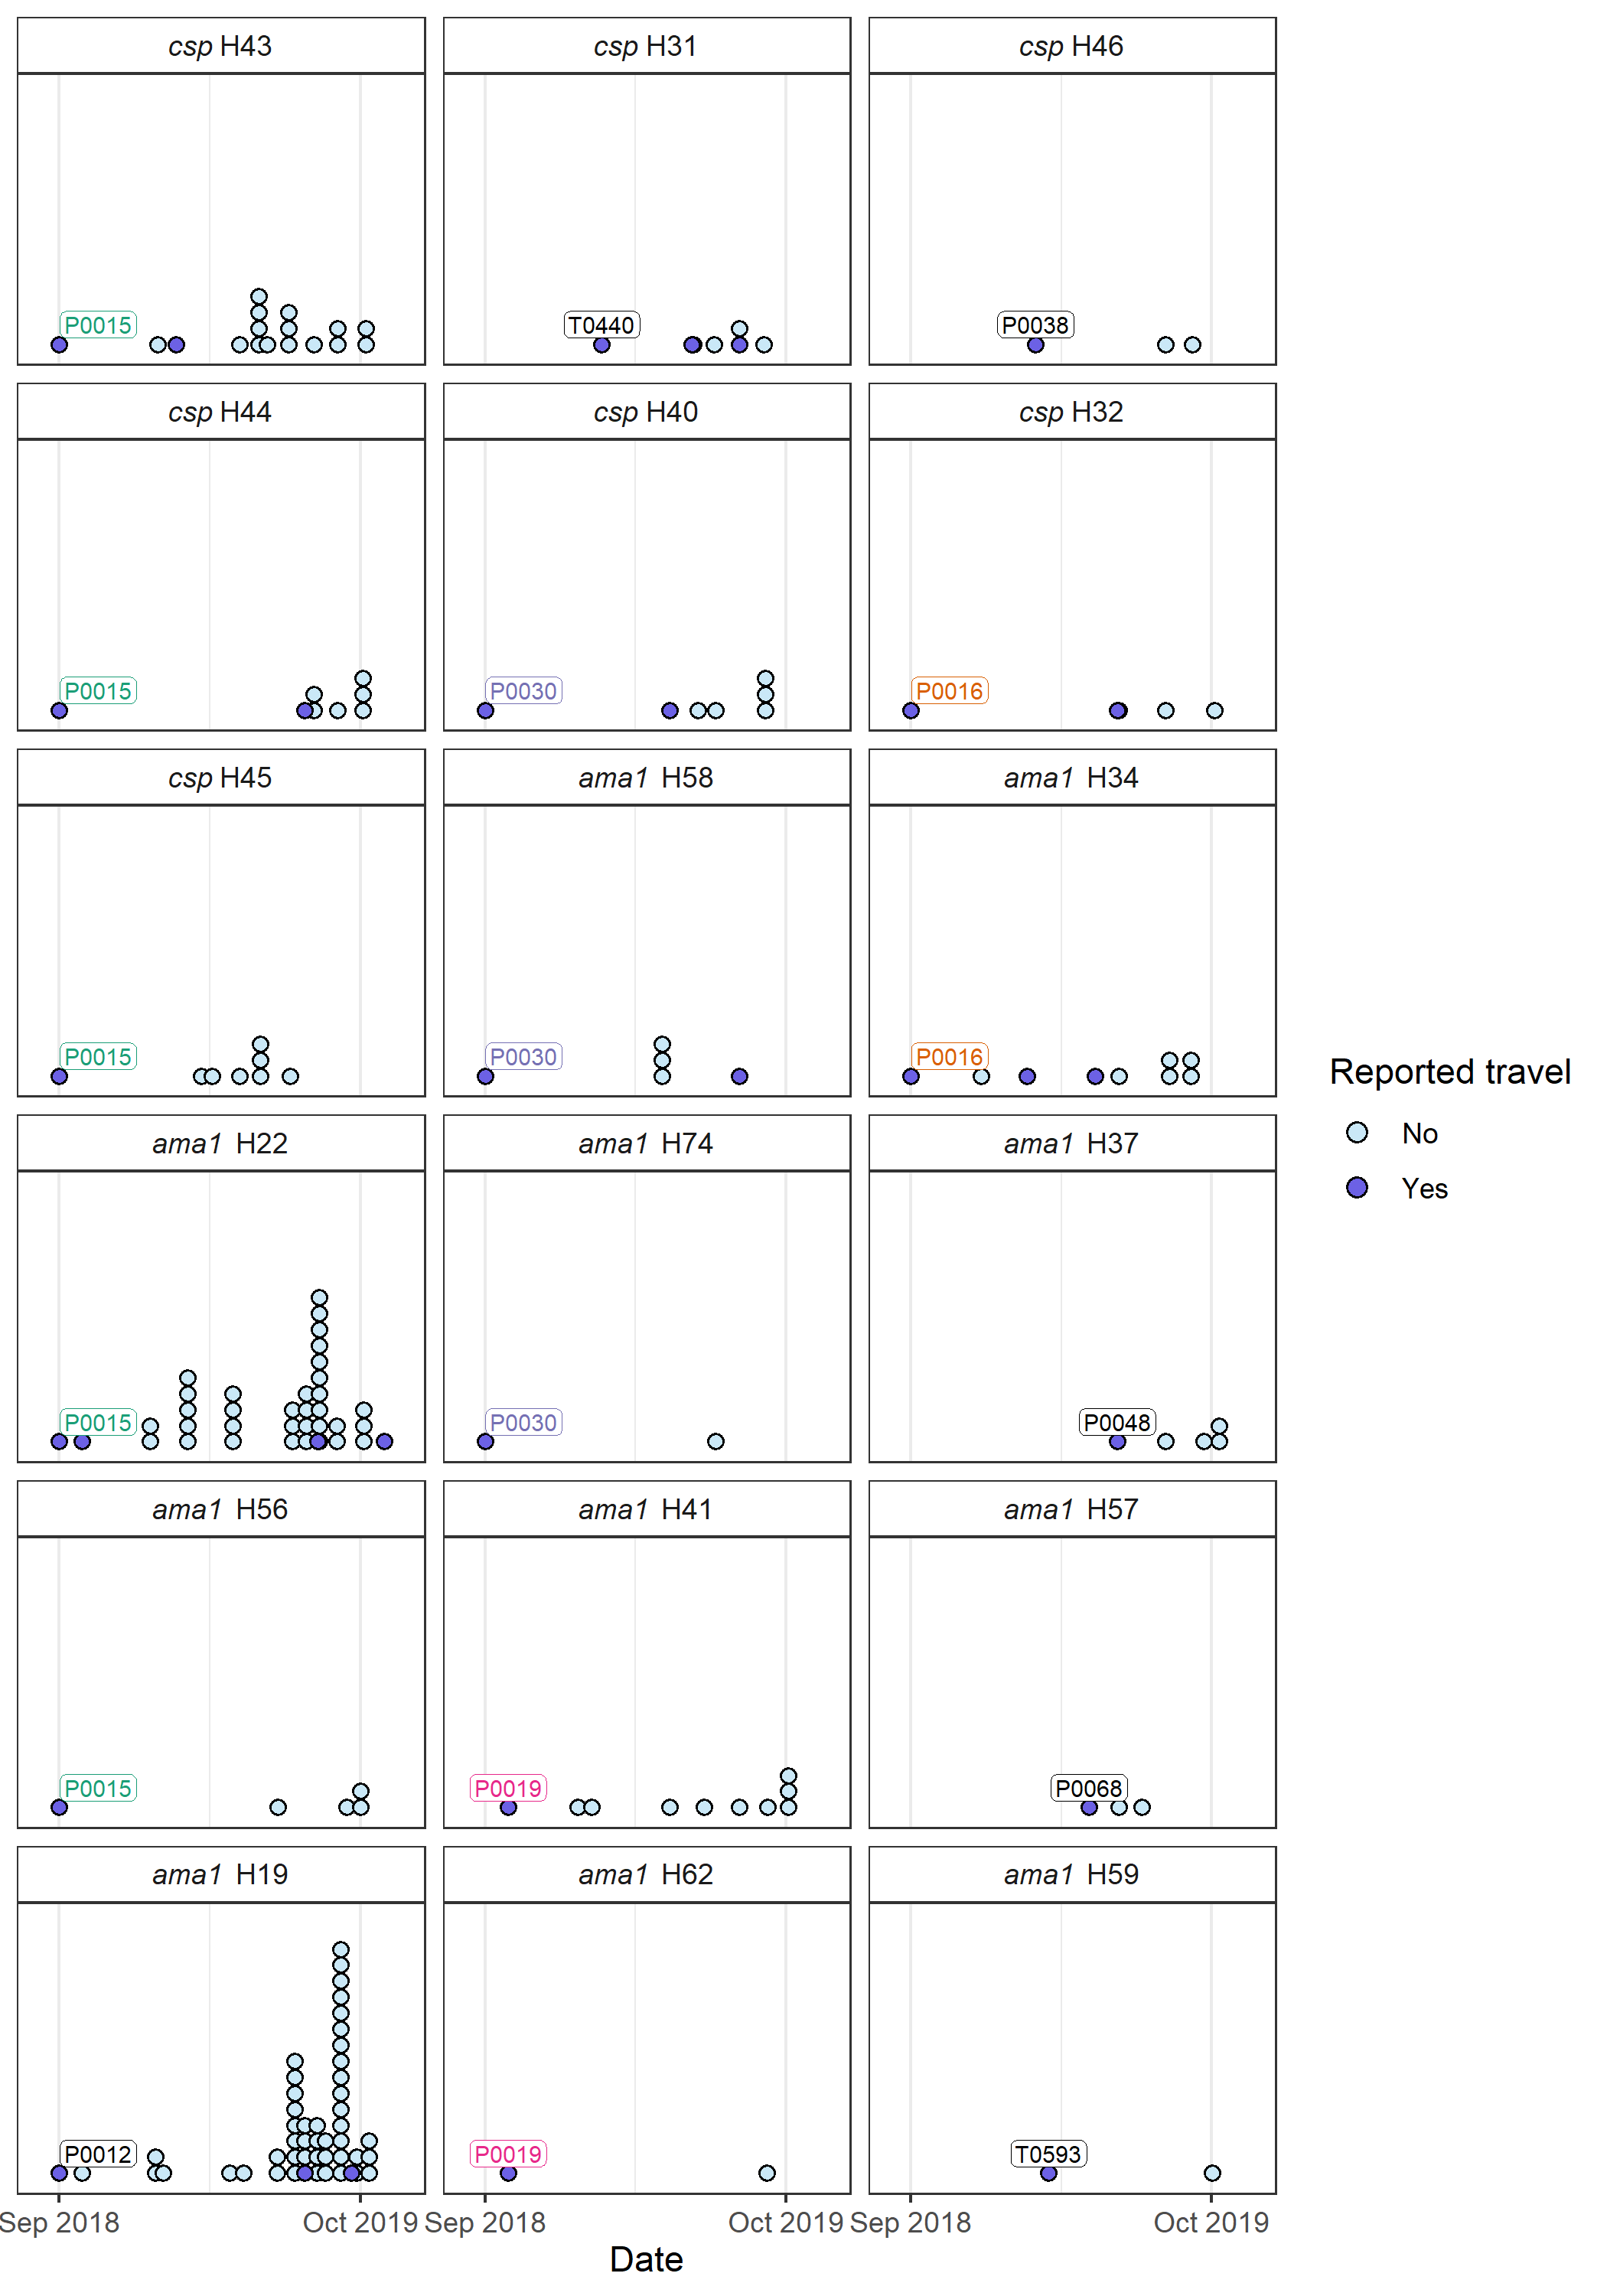 csp H43
csp H31
csp H46
P0015
T0440
P0038
csp H44
csp H40
csp H32
P0015
P0030
P0016
csp H45
ama1 H58
ama1 H34
P0015
P0030
P0016
Reported travel
No
Yes
ama1 H22
ama1 H74
ama1 H37
P0015
P0030
P0048
ama1 H56
ama1 H41
ama1 H57
P0015
P0019
P0068
ama1 H19
ama1 H62
ama1 H59
P0012
P0019
T0593
Sep 2018
Oct 2019
Sep 2018
Oct 2019
Sep 2018
Oct 2019
Date